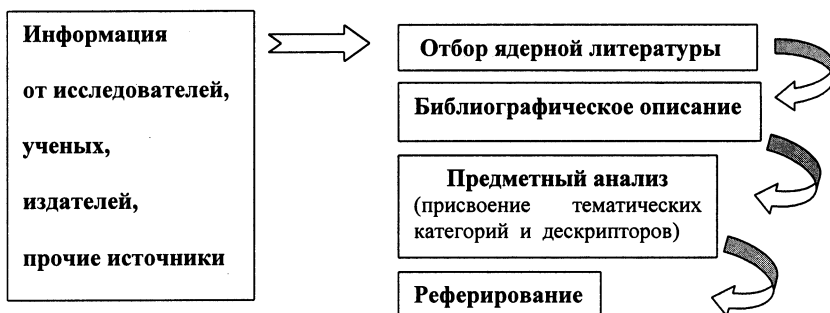 Информация
от исследователей,
ученых,
издателей,
прочие источники
Отбор ядерной литературы
Библиографическое описание
Предметный анализ
(присвоение тематических
категорий и дескрипторов)
Реферирование